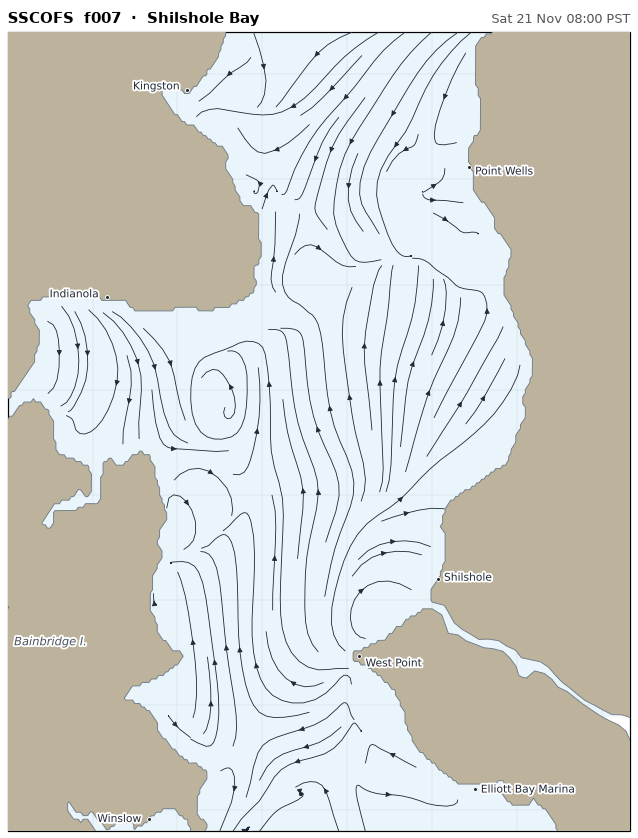 SSCOFS f007 · Shilshole Bay
Sat 21 Nov 08:00 PST
Kingston
Point Wells
Indianola
Shilshole
Bainbridge I.
West Point
Elliott Bay Marina
Winslow